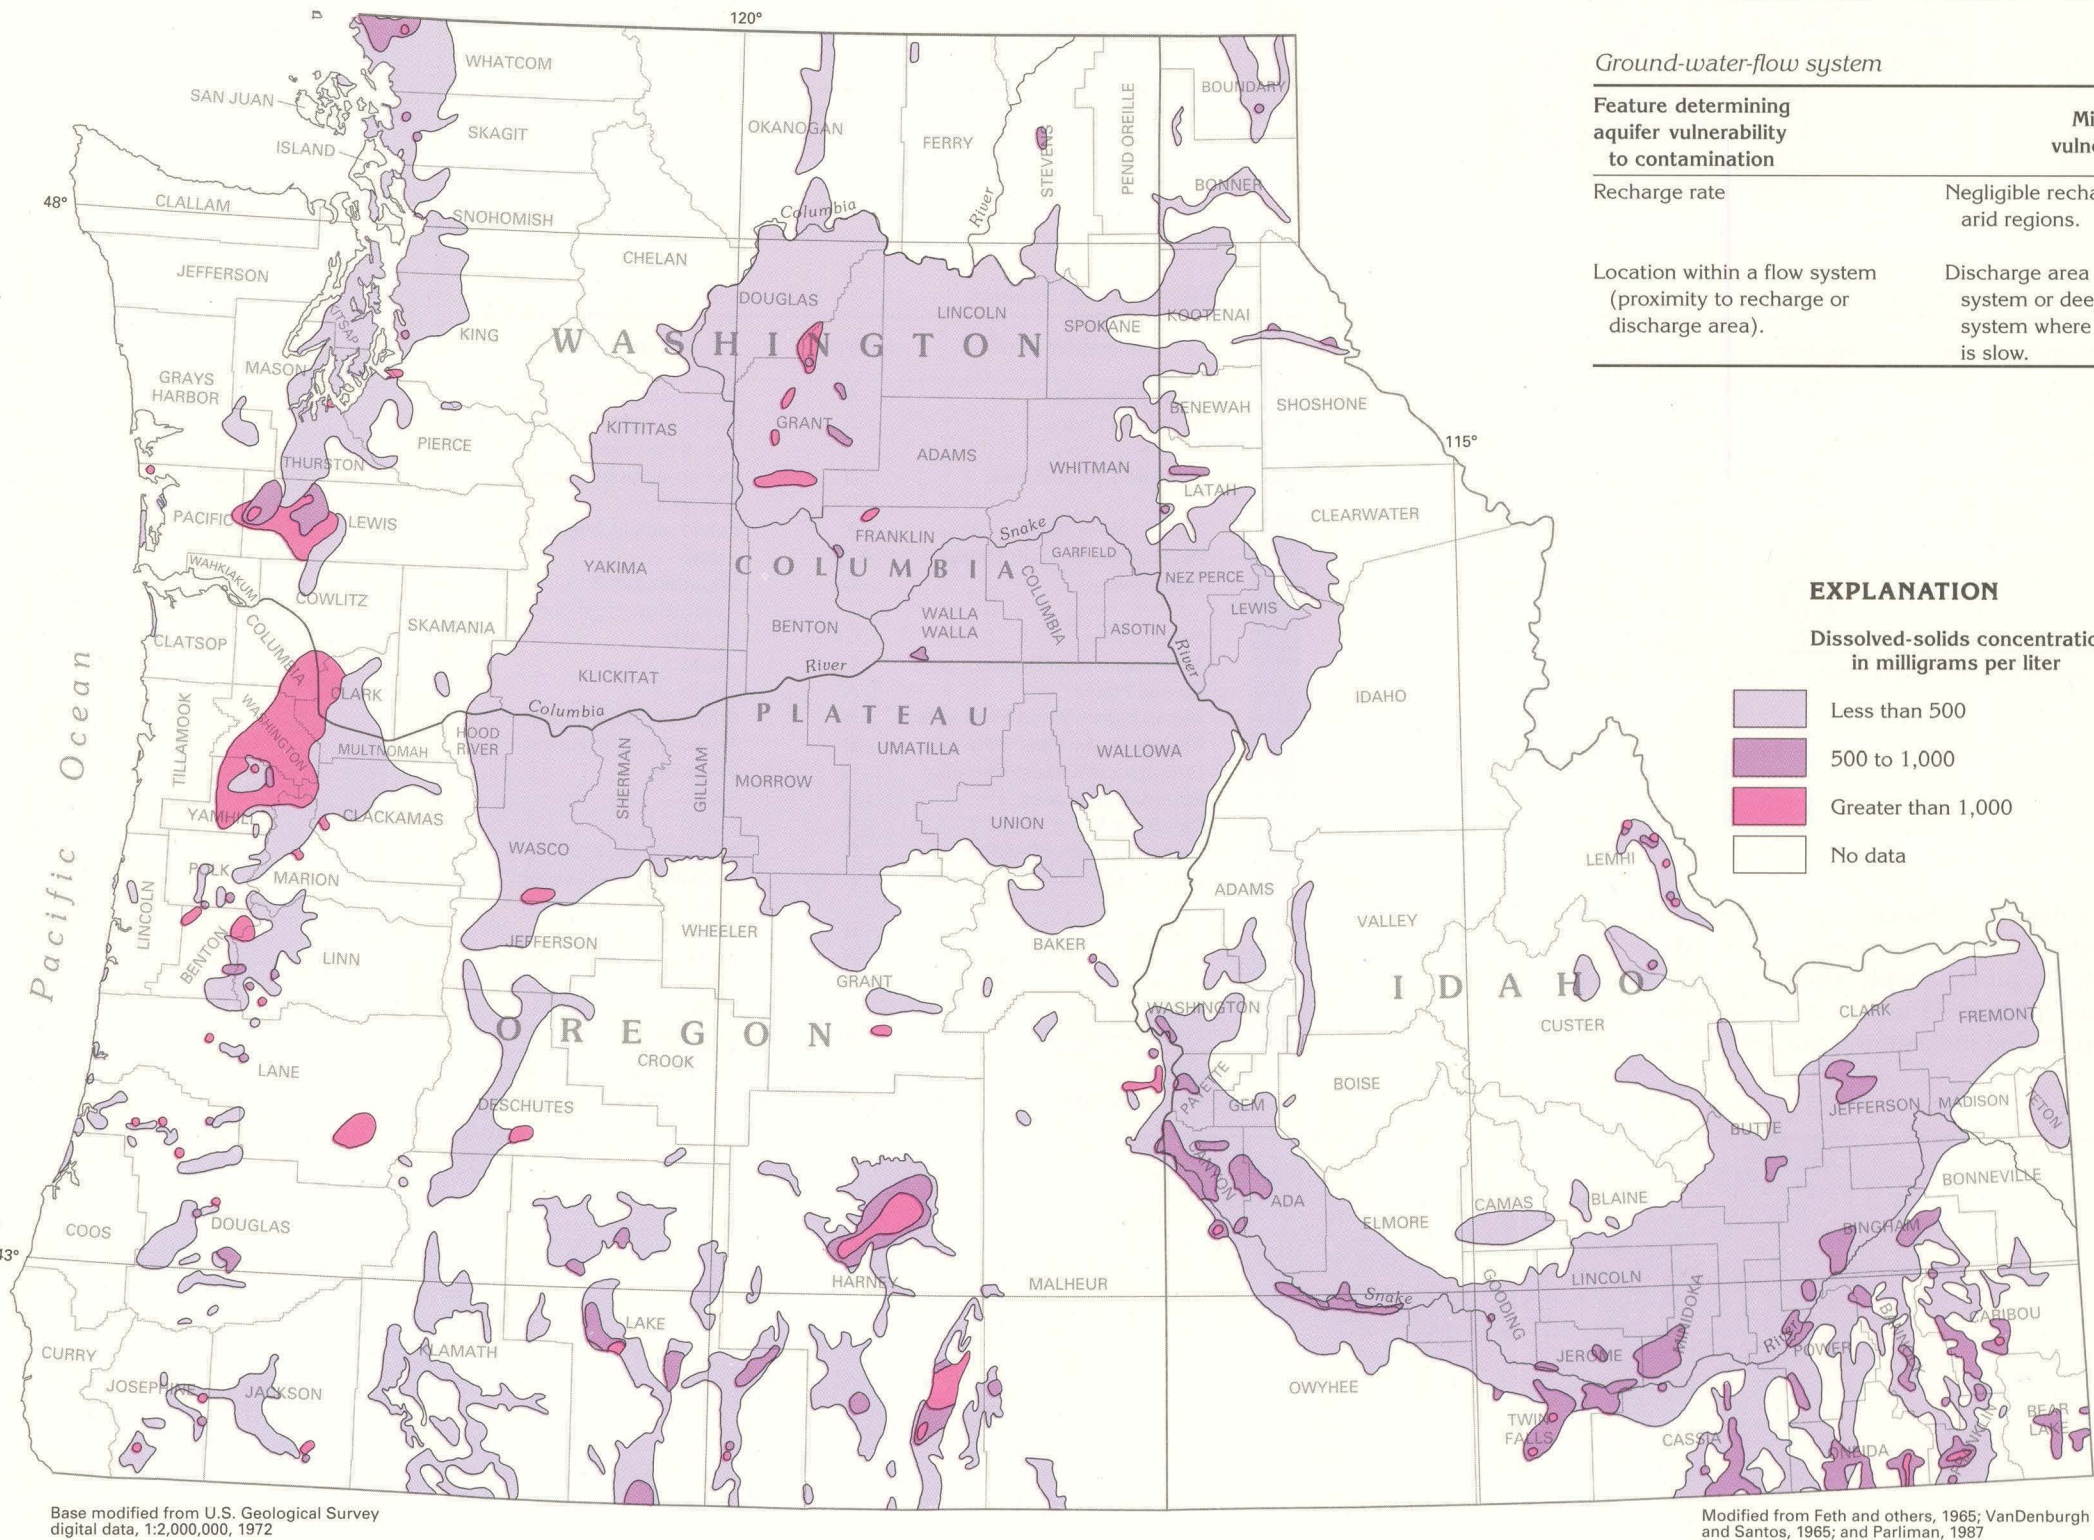 120°
WHATCOM
SAN JUAN
SKAGIT
ISLAND
OKANOGAN
FERRY
STEVENS
PEND OREILLE
BOUNDARY
BONNER
48°
CLALLAM
SNOHOMISH
Columbia
River
JEFFERSON
CHELAN
DOUGLAS
LINCOLN
SPOKANE
KOOTENAI
KITSAP
KING
WASHINGTON
MASON
GRAYS
HARBOR
GRANT
KITTITAS
PIERCE
ADAMS
WHITMAN
BENEWAH
SHOSHONE
115°
THURSTON
LATAH
PACIFIC
LEWIS
CLEARWATER
FRANKLIN
Snake
GARFIELD
WAHKIAKUM
YAKIMA
COLUMBIA
COLUMBIA
NEZ PERCE
COWLITZ
LEWIS
SKAMANIA
WALLA
WALLA
BENTON
ASOTIN
CLATSOP
COLUMBIA
River
River
KLICKITAT
IDAHO
CLARK
Columbia
PLATEAU
TILLAMOOK
WASHINGTON
MULTNOMAH
HOOD
RIVER
SHERMAN
GILLIAM
MORROW
UMATILLA
WALLOWA
Pacific Ocean
YAMHILL
CLACKAMAS
UNION
WASCO
POLK
MARION
LEMHI
ADAMS
LINCOLN
BENTON
LINN
JEFFERSON
WHEELER
BAKER
VALLEY
GRANT
IDAHO
WASHINGTON
CUSTER
CLARK
FREMONT
OREGON
CROOK
LANE
BOISE
PAYETTE
GEM
DESCHUTES
JEFFERSON
MADISON
TETON
BUTTE
CANYON
ADA
BONNEVILLE
CAMAS
BLAINE
ELMORE
COOS
DOUGLAS
BINGHAM
43°
HARNEY
MALHEUR
LINCOLN
GOODING
Snake
MINIDOKA
CARIBOU
BANNOCK
LAKE
KLAMATH
CURRY
JEROME
River
POWER
JOSEPHINE
JACKSON
OWYHEE
TWIN
FALLS
CASSIA
ONEIDA
FRANKLIN
BEAR
LAKE
Base modified from U.S. Geological Survey
digital data, 1:2,000,000, 1972
Modified from Feth and others, 1965; VanDenburgh
and Santos, 1965; and Parliman, 1987
Ground-water-flow system
Feature determining
aquifer vulnerability
to contamination
Mi
vulne
Recharge rate
Negligible recha
arid regions.
Location within a flow system
(proximity to recharge or
discharge area).
Discharge area
system or dee
system where
is slow.
EXPLANATION
Dissolved-solids concentratio
in milligrams per liter
Less than 500
500 to 1,000
Greater than 1,000
No data